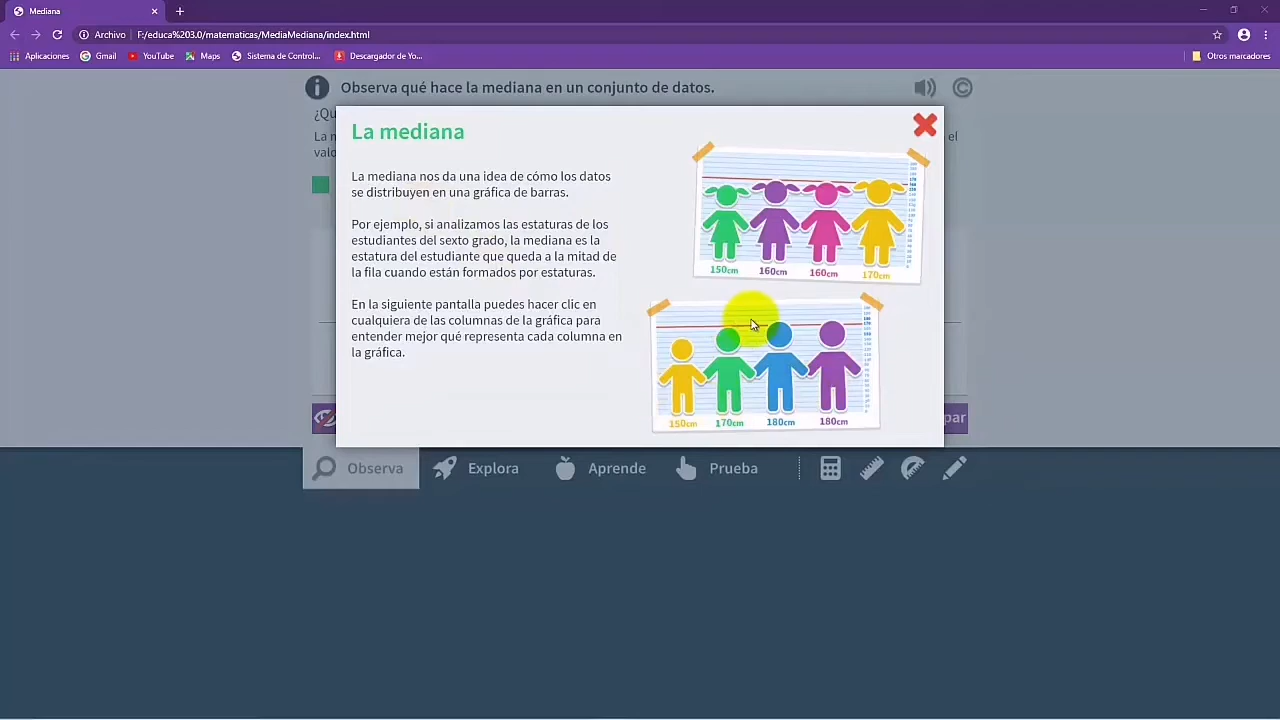 Mediana
Archivo
F:/educa%203.0/matematicas/MediaMediana/index.html
Aplicaciones
Gmail
YouTube
Maps
Sistema de Control...
Descargador de Yo...
Otros marcadores
Observa qué hace la mediana en un conjunto de datos.
¿Qu
La m
el
valo
La mediana
La mediana nos da una idea de cómo los datos
se distribuyen en una gráfica de barras.
Por ejemplo, si analizamos las estaturas de los
estudiantes del sexto grado, la mediana es la
estatura del estudiante que queda a la mitad de
la fila cuando están formados por estaturas.
En la siguiente pantalla puedes hacer clic en
cualquiera de las columnas de la gráfica para
entender mejor qué representa cada columna en
la gráfica.
150cm 160cm 160cm 170cm
150cm 170cm 180cm 180cm
par
Observa
Explora
Aprende
Prueba